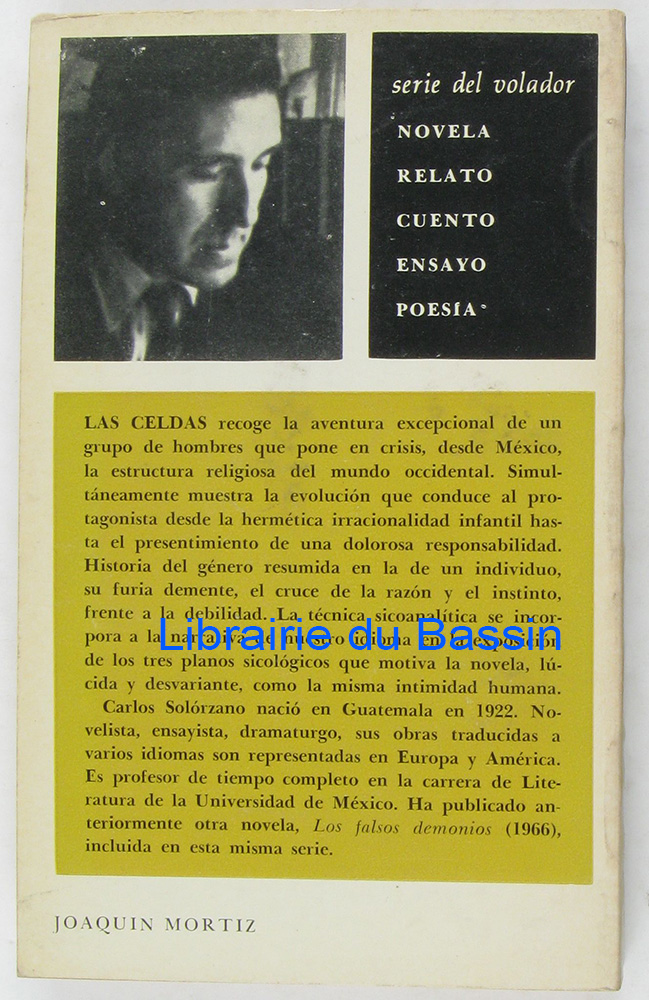 serie del volador
NOVELA
RELATO
CUENTO
ENSAYO
POESÍA
LAS CELDAS recoge la aventura excepcional de un
grupo de hombres que pone en crisis, desde México,
la estructura religiosa del mundo occidental. Simul-
táneamente muestra la evolución que conduce al pro-
tagonista desde la hermética irracionalidad infantil has-
ta el presentimiento de una dolorosa responsabilidad.
Historia del género resumida en la de un individuo,
su furia demente, el cruce de la razón y el instinto,
frente a la debilidad. La técnica sicoanalítica se incor-
pora a la narrativa de nuestro idioma en la exposición
Librairie du Bassin
de los tres planos sicológicos que motiva la novela, lú-
cida y desvariante, como la misma intimidad humana.
Carlos Solórzano nació en Guatemala en 1922. No-
velista, ensayista, dramaturgo, sus obras traducidas a
varios idiomas son representadas en Europa y América.
Es profesor de tiempo completo en la carrera de Lite-
ratura de la Universidad de México. Ha publicado an-
teriormente otra novela, Los falsos demonios (1966),
incluida en esta misma serie.
JOAQUIN MORTIZ